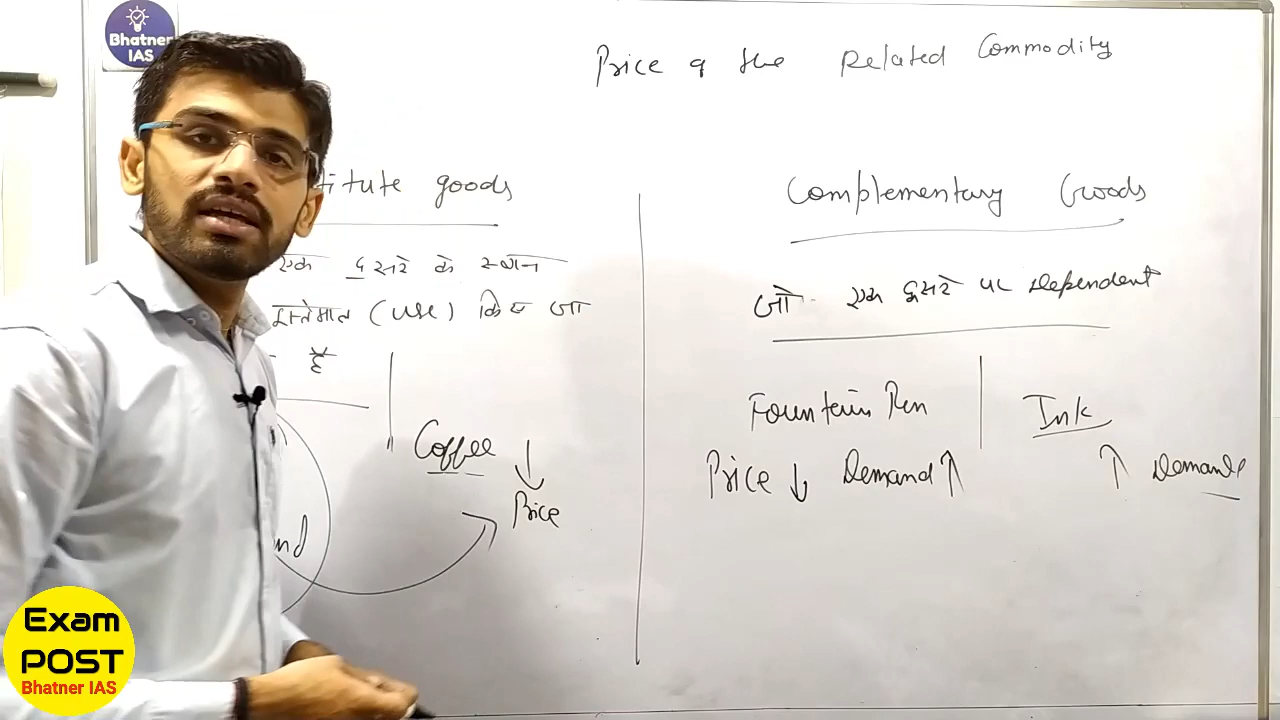 Bhatner
IAS
Price of the Related Commodity
titute goods
एक दुसरे के स्थान
इस्तेमाल (use) किए जा
है
Coffee ↓
Price
nd
Complementary Goods
जो एक दुसरे पर Dependent
Fountain Pen
Ink
Price ↓ Demand ↑
↑ Demand
Exam
POST
Bhatner IAS